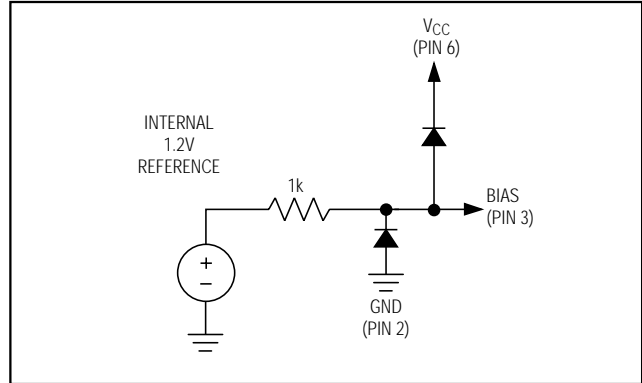 VCC
(PIN 6)
INTERNAL
1.2V
REFERENCE
1k
BIAS
(PIN 3)
+
−
GND
(PIN 2)